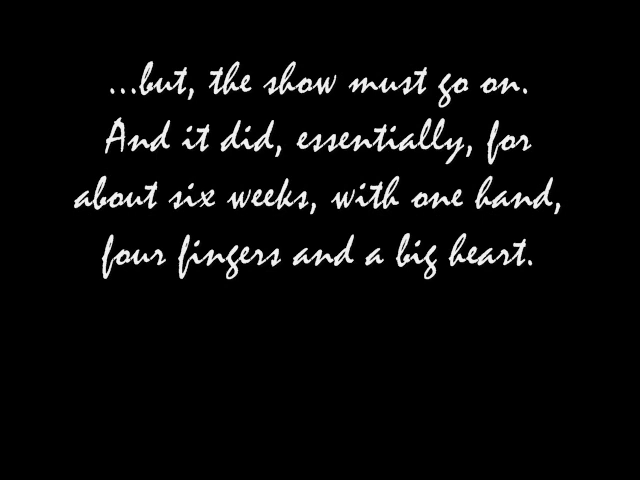 ...but, the show must go on.
And it did, essentially, for
about six weeks, with one hand,
four fingers and a big heart.